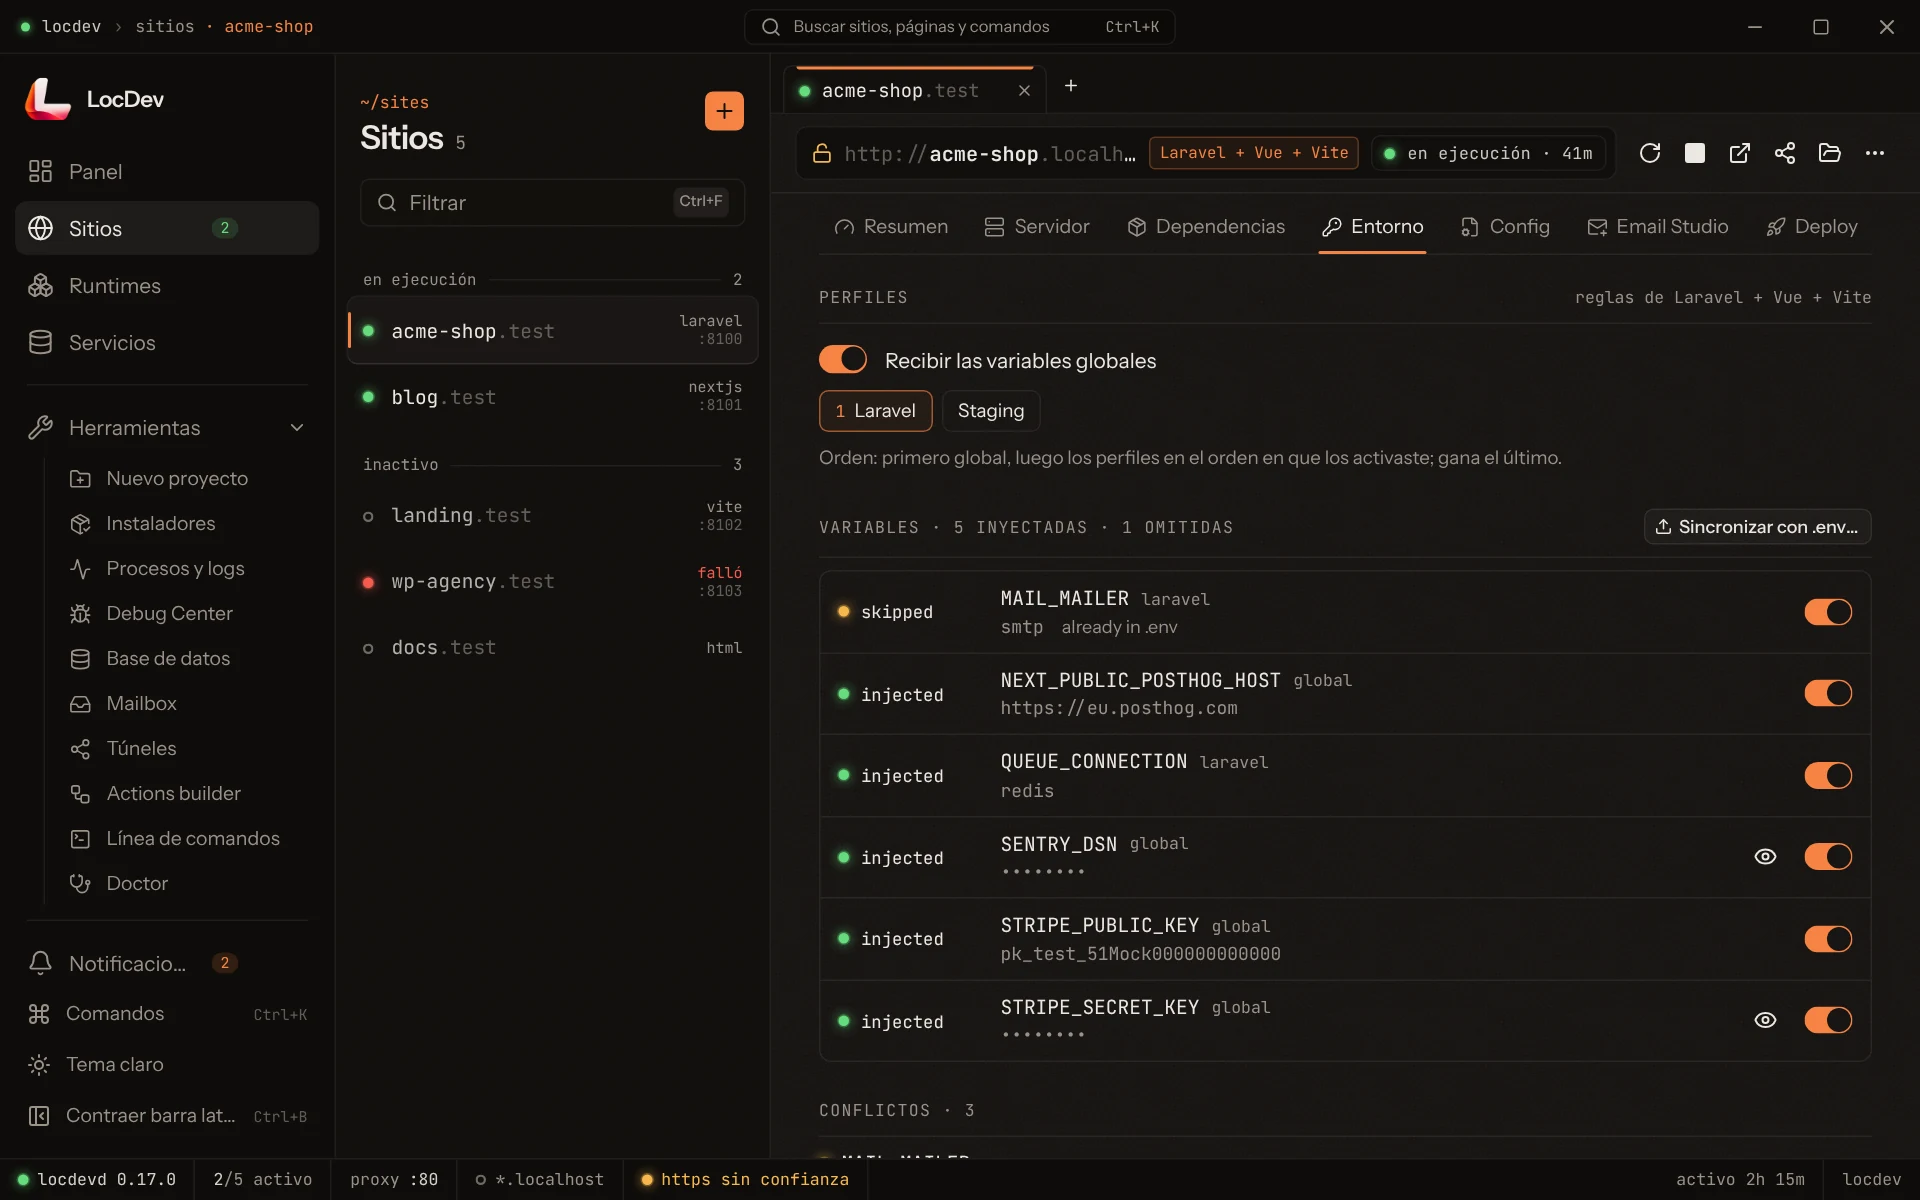 locdev › sitios · acme-shop
Buscar sitios, páginas y comandos Ctrl+K
LocDev
Panel
Sitios 2
Runtimes
Servicios
Herramientas
Nuevo proyecto
Instaladores
Procesos y logs
Debug Center
Base de datos
Mailbox
Túneles
Actions builder
Línea de comandos
Doctor
Notificacio... 2
Comandos Ctrl+K
Tema claro
Contraer barra lat... Ctrl+B
~/sites
Sitios 5
Filtrar Ctrl+F
en ejecución 2
acme-shop.test laravel
:8100
blog.test nextjs
:8101
inactivo 3
landing.test vite
:8102
wp-agency.test falló
:8103
docs.test html
acme-shop.test
http://acme-shop.localh… Laravel + Vue + Vite en ejecución · 41m
Resumen Servidor Dependencias Entorno Config Email Studio Deploy
PERFILES reglas de Laravel + Vue + Vite
Recibir las variables globales
1 Laravel Staging
Orden: primero global, luego los perfiles en el orden en que los activaste; gana el último.
VARIABLES · 5 INYECTADAS · 1 OMITIDAS Sincronizar con .env...
skipped MAIL_MAILER laravel
smtp already in .env
injected NEXT_PUBLIC_POSTHOG_HOST global
https://eu.posthog.com
injected QUEUE_CONNECTION laravel
redis
injected SENTRY_DSN global
••••••••
injected STRIPE_PUBLIC_KEY global
pk_test_51Mock000000000000
injected STRIPE_SECRET_KEY global
••••••••
CONFLICTOS · 3
MAIL_MAILER
locdevd 0.17.0 2/5 activo proxy :80 *.localhost https sin confianza activo 2h 15m locdev